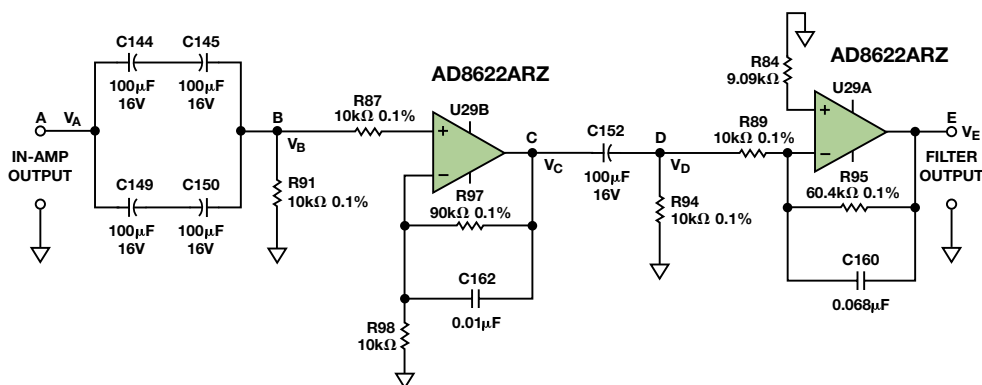 C144
100μF
16V
C145
100μF
16V
A
VA
IN-AMP
OUTPUT
C149
100μF
16V
C150
100μF
16V
B
VB
R91
10kΩ 0.1%
R87
10kΩ 0.1%
AD8622ARZ
U29B
+
–
R97
90kΩ 0.1%
C162
0.01μF
R98
10kΩ
C
VC
C152
100μF
16V
D
VD
R94
10kΩ 0.1%
R89
10kΩ 0.1%
R84
9.09kΩ
AD8622ARZ
U29A
+
–
R95
60.4kΩ 0.1%
C160
0.068μF
E
VE
FILTER
OUTPUT